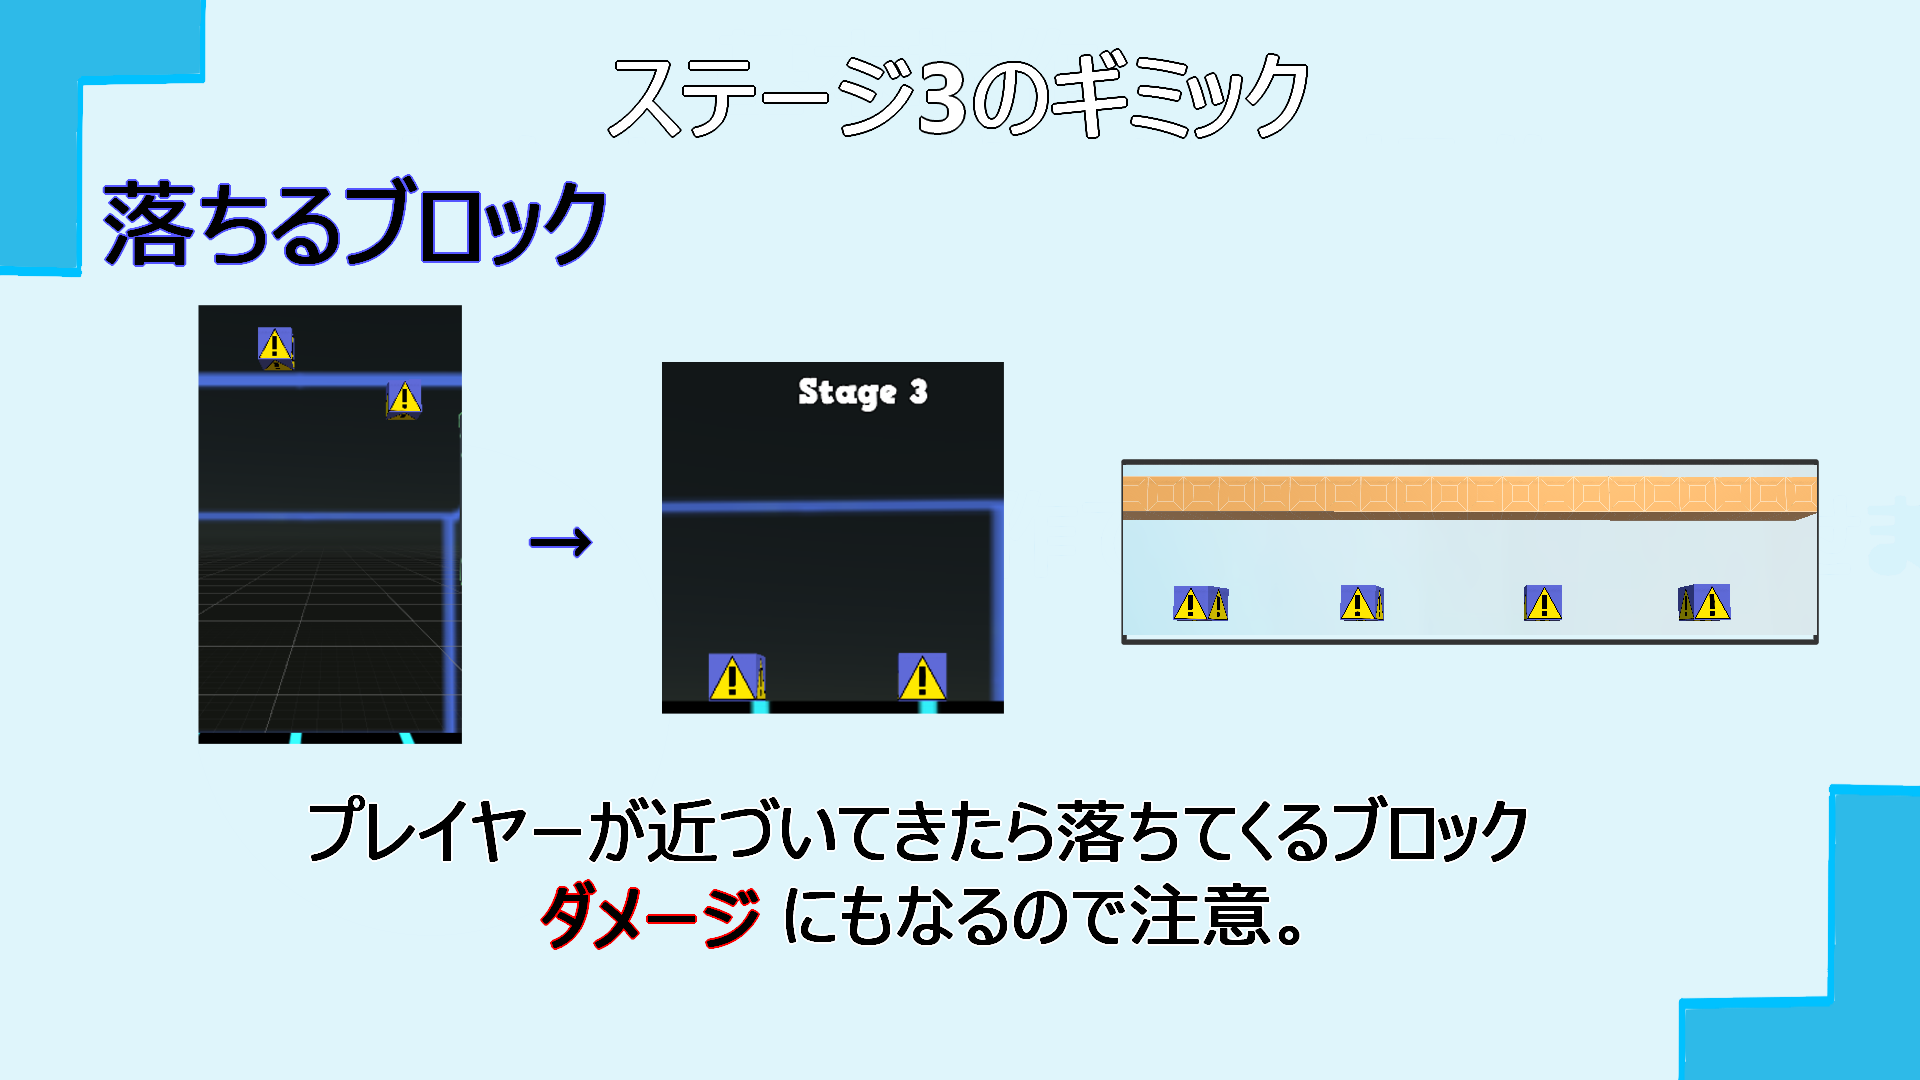 ステージ3のギミック
落ちるブロック
→
Stage 3
プレイヤーが近づいてきたら落ちてくるブロック
ダメージ にもなるので注意。